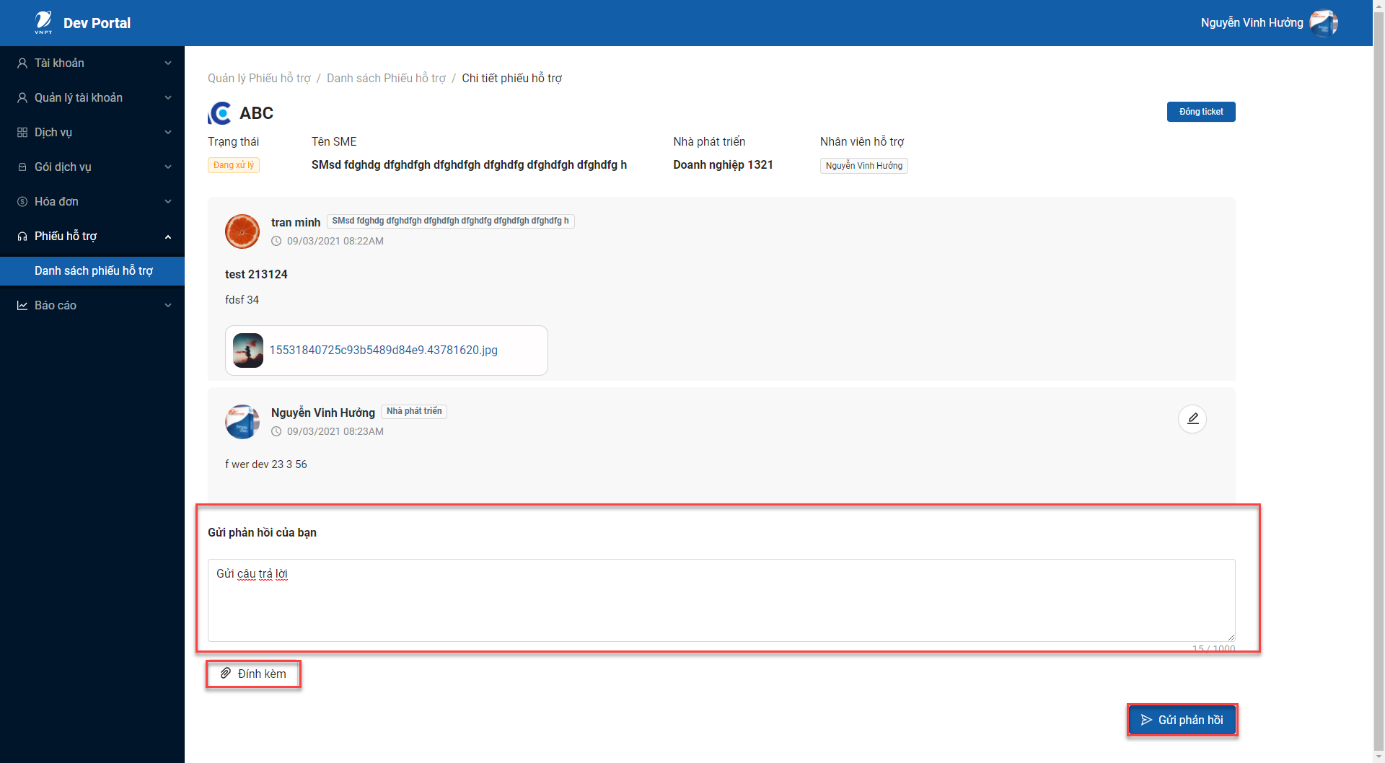 VNPT
Dev Portal
Nguyễn Vinh Hưởng
Tài khoản
Quản lý tài khoản
Dịch vụ
Gói dịch vụ
Hóa đơn
Phiếu hỗ trợ
Danh sách phiếu hỗ trợ
Báo cáo
Quản lý Phiếu hỗ trợ / Danh sách Phiếu hỗ trợ / Chi tiết phiếu hỗ trợ
ABC
Đóng ticket
Trạng thái Tên SME Nhà phát triển Nhân viên hỗ trợ
Đang xử lý SMsd fdghdg dfghdfgh dfghdfgh dfghdfg dfghdfgh dfghdfg h Doanh nghiệp 1321 Nguyễn Vinh Hưởng
tran minh SMsd fdghdg dfghdfgh dfghdfgh dfghdfg dfghdfgh dfghdfg h
09/03/2021 08:22AM
test 213124
fdsf 34
15531840725c93b5489d84e9.43781620.jpg
Nguyễn Vinh Hưởng Nhà phát triển
09/03/2021 08:23AM
f wer dev 23 3 56
Gửi phản hồi của bạn
Gửi câu trả lời
15 / 1000
Đính kèm
Gửi phản hồi